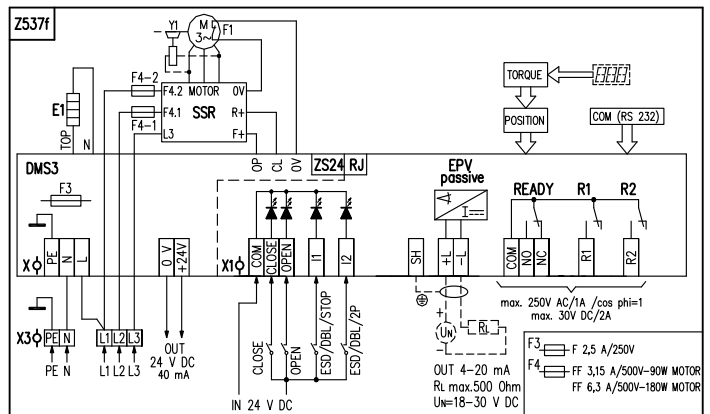 Z537f
Y1
M
3~
F1
F4-2
F4.2 MOTOR 0V
F4.1 SSR R+
F4-1
L3 F+
E1
TOP
N
TORQUE
POSITION
COM (RS 232)
DMS3
OP
CL
OV
ZS24 RJ
EPV
passive
F3
READY R1 R2
X
PE
N
L
0 V
+24V
X1
COM
CLOSE
OPEN
I1
I2
SH
+L
-L
COM
NO
NC
R1
R2
max. 250V AC/1A /cos phi=1
max. 30V DC/2A
X3
PE N
L1 L2 L3
PE N
L1 L2 L3
OUT
24 V DC
40 mA
CLOSE
OPEN
ESD/DBL/STOP
ESD/DBL/2P
IN 24 V DC
+
UN
-
RL
OUT 4-20 mA
RL max.500 Ohm
UN=18-30 V DC
F3 - F 2,5 A/250V
F4 - FF 3,15 A/500V-90W MOTOR
FF 6,3 A/500V-180W MOTOR